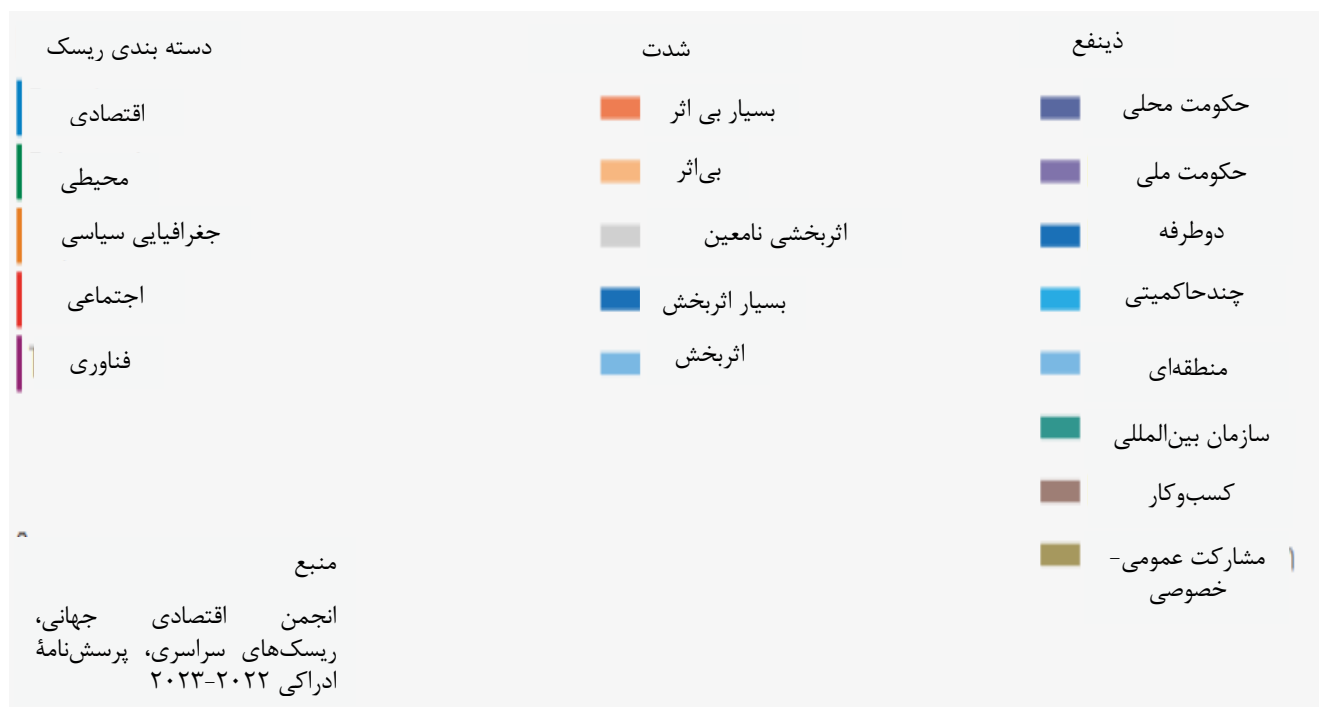 ذینفع
حکومت محلی
حکومت ملی
دوطرفه
چندحاکمیتی
منطقه‌ای
سازمان بین‌المللی
کسب‌وکار
مشارکت عمومی-
خصوصی
شدت
بسیار بی اثر
بی‌اثر
اثربخشی نامعین
بسیار اثربخش
اثربخش
دسته بندی ریسک
اقتصادی
محیطی
جغرافیایی سیاسی
اجتماعی
فناوری
منبع
انجمن اقتصادی جهانی،
ریسک‌های سراسری، پرسش‌نامهٔ
ادراکی ۲۰۲۲-۲۰۲۳